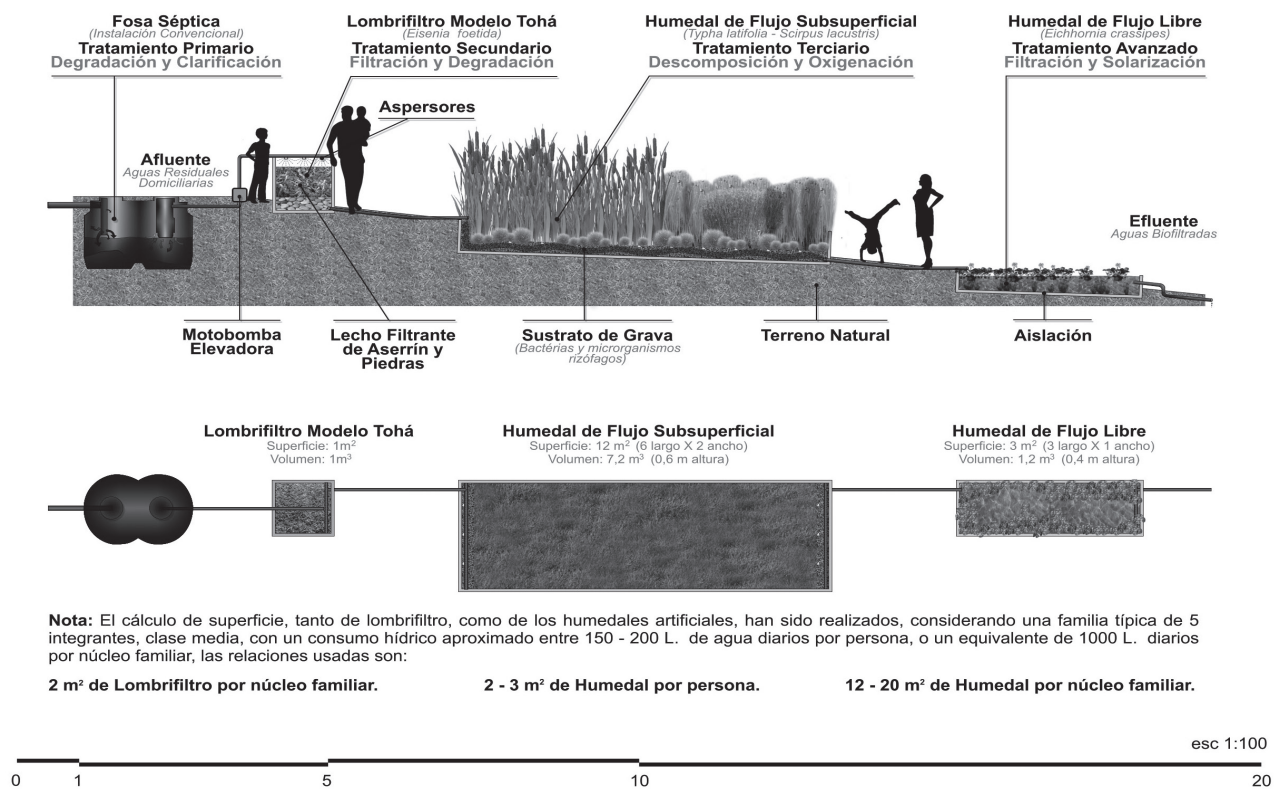 Fosa Séptica
(Instalación Convencional)
Tratamiento Primario
Degradación y Clarificación
Lombrifiltro Modelo Tohá
(Eisenia foetida)
Tratamiento Secundario
Filtración y Degradación
Humedal de Flujo Subsuperficial
(Typha latifolia - Scirpus lacustris)
Tratamiento Terciario
Descomposición y Oxigenación
Humedal de Flujo Libre
(Eichhornia crassipes)
Tratamiento Avanzado
Filtración y Solarización
Aspersores
Afluente
Aguas Residuales
Domiciliarias
Efluente
Aguas Biofiltradas
Motobomba
Elevadora
Lecho Filtrante
de Aserrín y
Piedras
Sustrato de Grava
(Bactérias y microrganismos
rizófagos)
Terreno Natural
Aislación
Lombrifiltro Modelo Tohá
Superficie: 1m²
Volumen: 1m³
Humedal de Flujo Subsuperficial
Superficie: 12 m² (6 largo X 2 ancho)
Volumen: 7,2 m³ (0,6 m altura)
Humedal de Flujo Libre
Superficie: 3 m² (3 largo X 1 ancho)
Volumen: 1,2 m³ (0,4 m altura)
Nota: El cálculo de superficie, tanto de lombrifiltro, como de los humedales artificiales, han sido realizados, considerando una familia típica de 5
integrantes, clase media, con un consumo hídrico aproximado entre 150 - 200 L. de agua diarios por persona, o un equivalente de 1000 L. diarios
por núcleo familiar, las relaciones usadas son:
2 m² de Lombrifiltro por núcleo familiar.
2 - 3 m² de Humedal por persona.
12 - 20 m² de Humedal por núcleo familiar.
esc 1:100
0 1 5 10 20